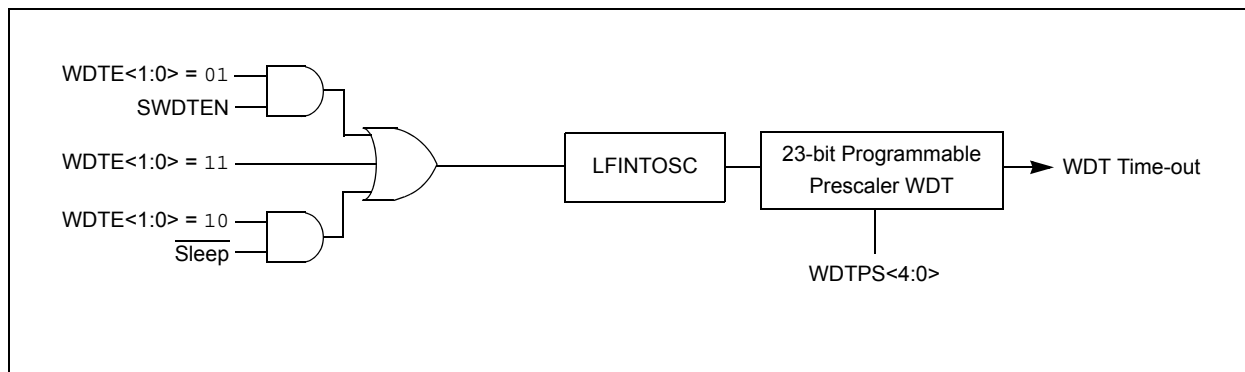 WDTE<1:0> = 01
SWDTEN
WDTE<1:0> = 11
WDTE<1:0> = 10
Sleep
LFINTOSC
23-bit Programmable
Prescaler WDT
WDT Time-out
WDTPS<4:0>